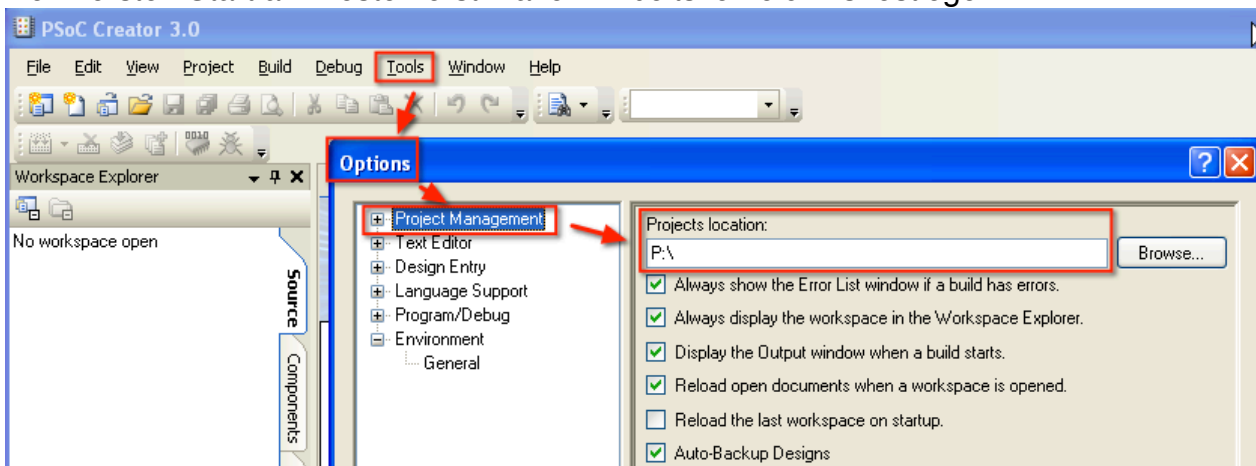 PSoC Creator 3.0
File Edit View Project Build Debug Tools Window Help
Workspace Explorer
No workspace open
Source
Components
Options
Project Management
Text Editor
Design Entry
Language Support
Program/Debug
Environment
General
Projects location:
P:\
Browse...
Always show the Error List window if a build has errors.
Always display the workspace in the Workspace Explorer.
Display the Output window when a build starts.
Reload open documents when a workspace is opened.
Reload the last workspace on startup.
Auto-Backup Designs